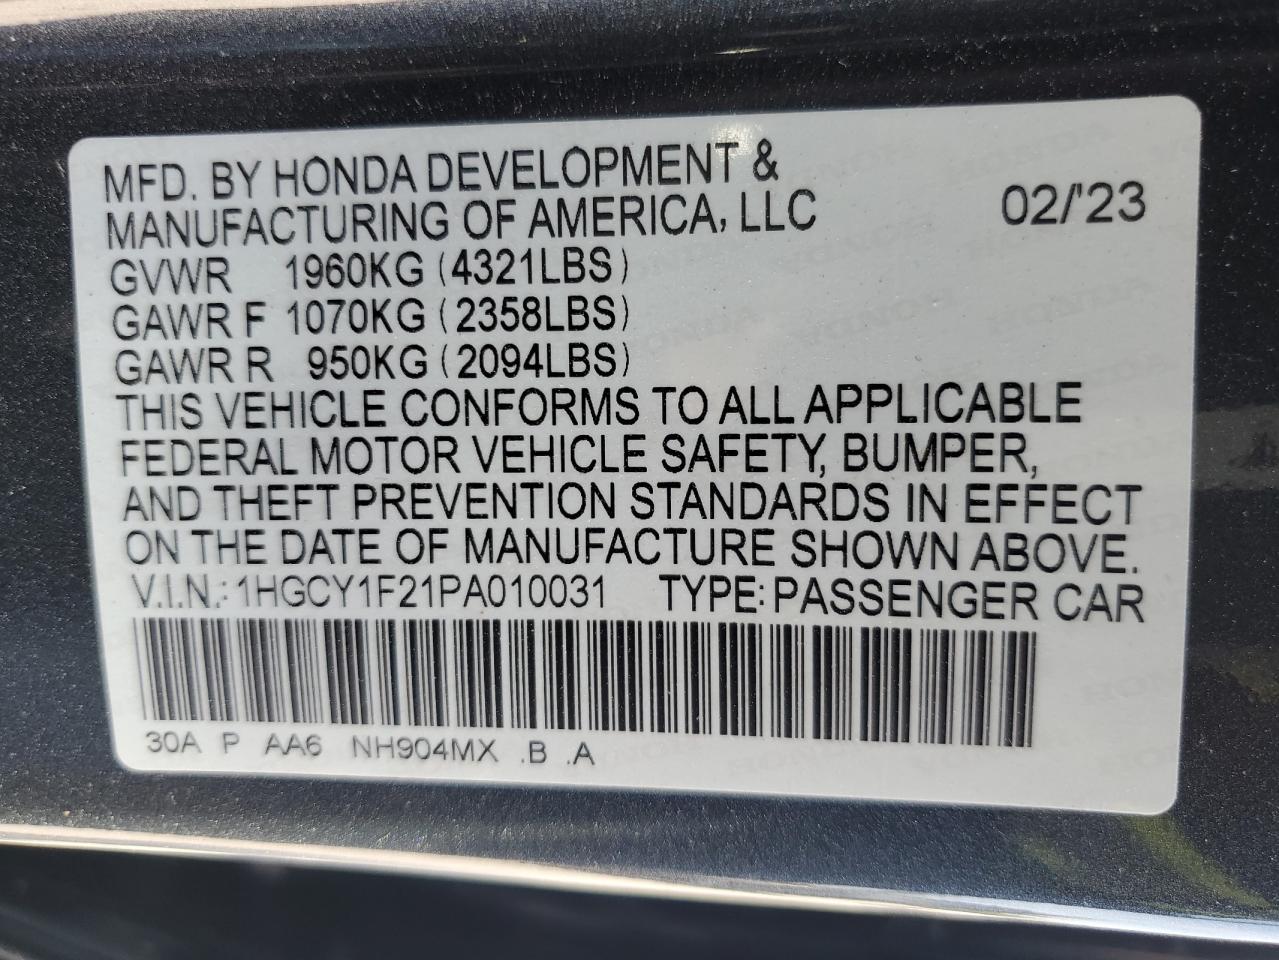 MFD. BY HONDA DEVELOPMENT &
MANUFACTURING OF AMERICA, LLC 02/'23
GVWR 1960KG (4321LBS)
GAWR F 1070KG (2358LBS)
GAWR R 950KG (2094LBS)
THIS VEHICLE CONFORMS TO ALL APPLICABLE
FEDERAL MOTOR VEHICLE SAFETY, BUMPER,
AND THEFT PREVENTION STANDARDS IN EFFECT
ON THE DATE OF MANUFACTURE SHOWN ABOVE.
V.I.N.: 1HGCY1F21PA010031 TYPE: PASSENGER CAR
30A P AA6 NH904MX .B .A